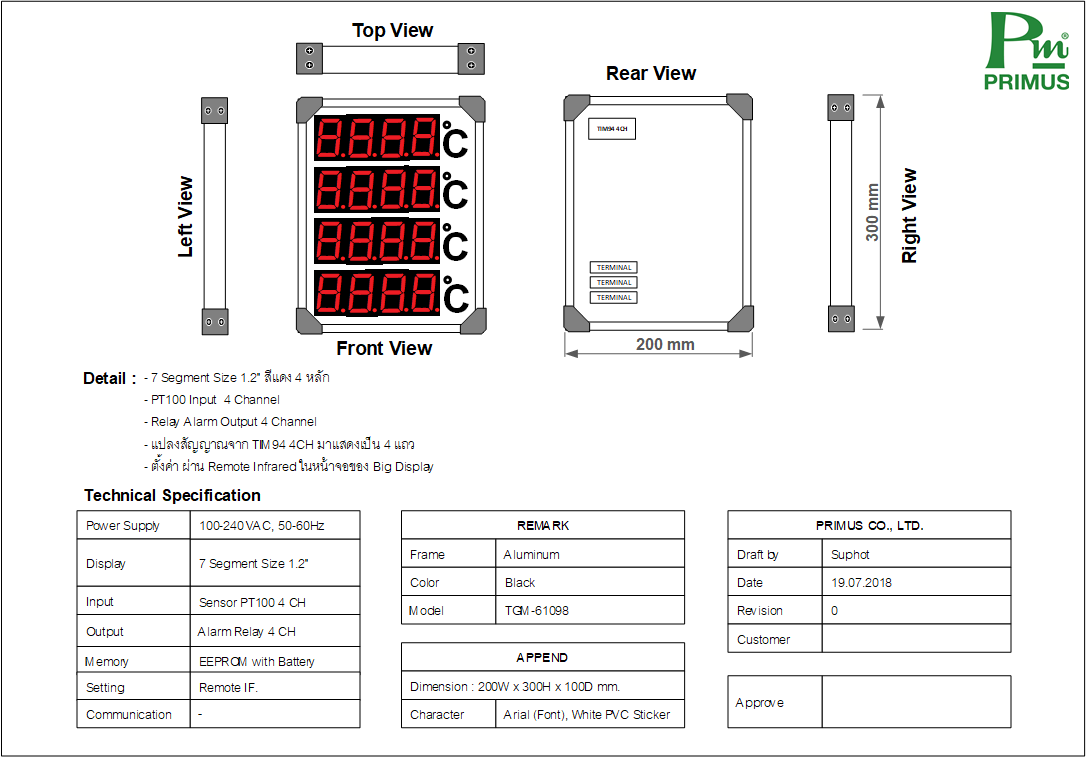 Top View
Rear View
Pm®
PRIMUS
Left View
8.8.8.8. °C
8.8.8.8. °C
8.8.8.8. °C
8.8.8.8. °C
Front View
TIM94 4CH
TERMINAL
TERMINAL
TERMINAL
200 mm
300 mm
Right View
Detail :
- 7 Segment Size 1.2" สีแดง 4 หลัก
- PT100 Input 4 Channel
- Relay Alarm Output 4 Channel
- แปลงสัญญาณจาก TIM94 4CH มาแสดงเป็น 4 แถว
- ตั้งค่า ผ่าน Remote Infrared ในหน้าจอของ Big Display
Technical Specification
Power Supply 100-240VAC, 50-60Hz
Display 7 Segment Size 1.2"
Input Sensor PT100 4 CH
Output Alarm Relay 4 CH
Memory EEPROM with Battery
Setting Remote IF.
Communication -
REMARK
Frame Aluminum
Color Black
Model TGM-61098
APPEND
Dimension : 200W x 300H x 100D mm.
Character Arial (Font), White PVC Sticker
PRIMUS CO., LTD.
Draft by Suphot
Date 19.07.2018
Revision 0
Customer
Approve